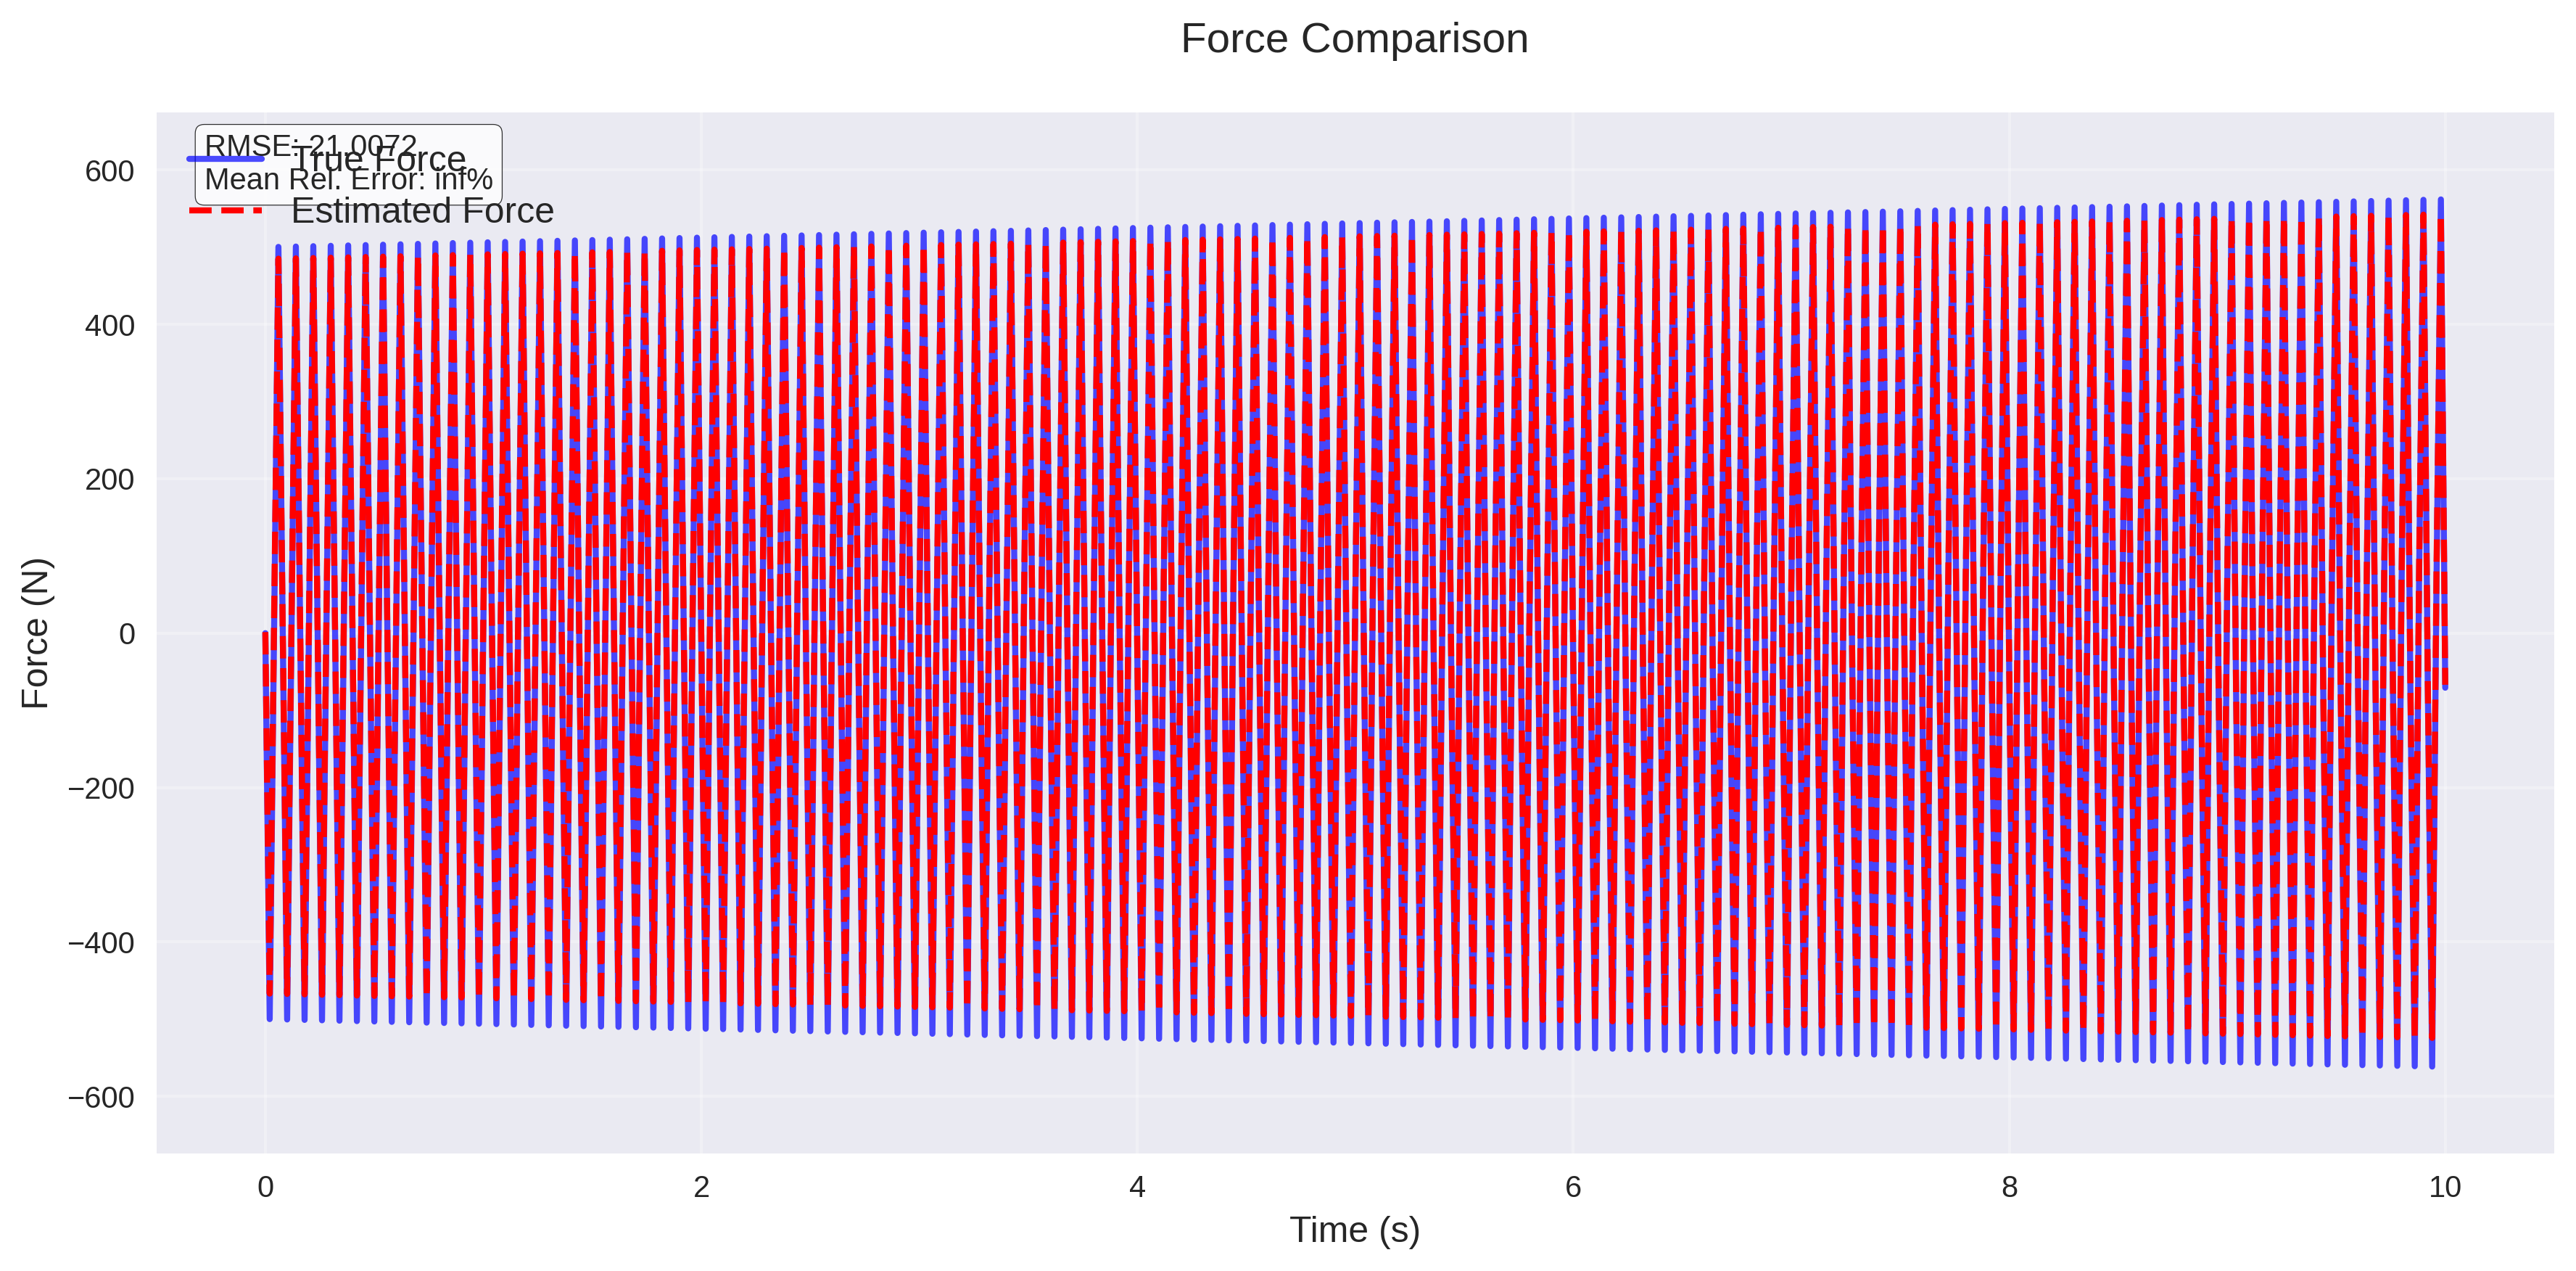 Force Comparison
RMSE: 21.0072
Mean Rel. Error: inf%
True Force
Estimated Force
600
400
200
0
−200
−400
−600
Force (N)
0
2
4
6
8
10
Time (s)